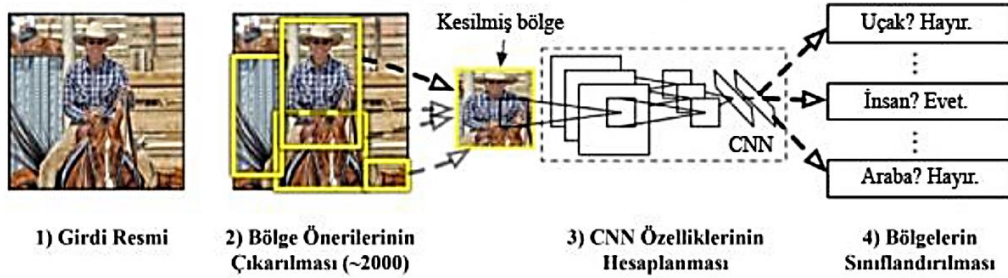 Kesilmiş bölge
CNN
Uçak? Hayır.
İnsan? Evet.
Araba? Hayır.
1) Girdi Resmi
2) Bölge Önerilerinin
Çıkarılması (~2000)
3) CNN Özelliklerinin
Hesaplanması
4) Bölgelerin
Sınıflandırılması